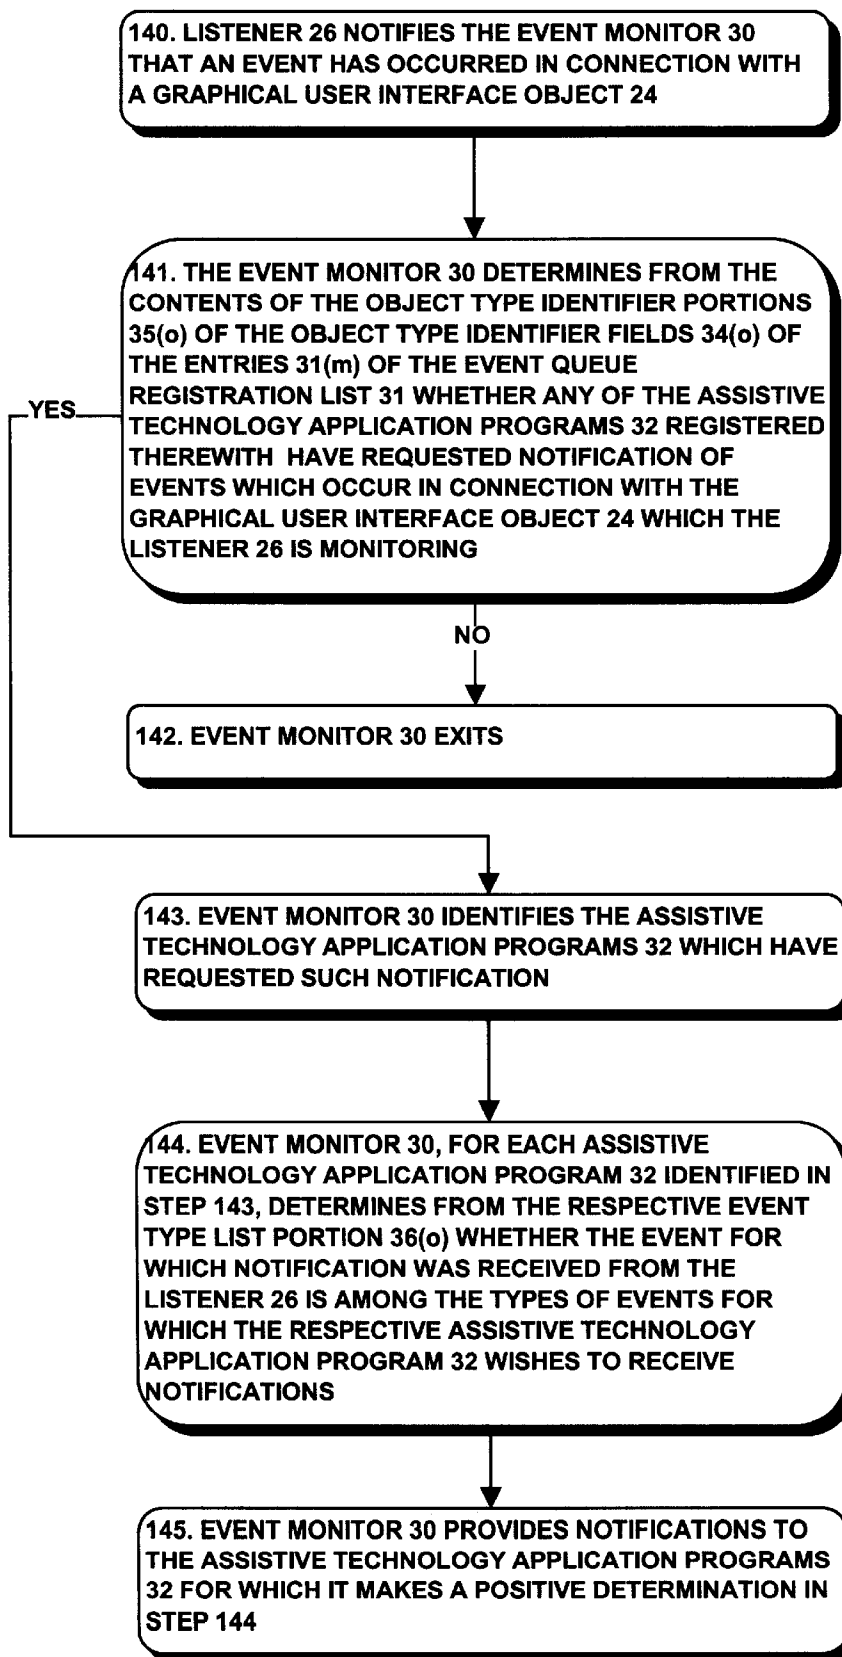 140. LISTENER 26 NOTIFIES THE EVENT MONITOR 30
THAT AN EVENT HAS OCCURRED IN CONNECTION WITH
A GRAPHICAL USER INTERFACE OBJECT 24
141. THE EVENT MONITOR 30 DETERMINES FROM THE
CONTENTS OF THE OBJECT TYPE IDENTIFIER PORTIONS
35(o) OF THE OBJECT TYPE IDENTIFIER FIELDS 34(o) OF
THE ENTRIES 31(m) OF THE EVENT QUEUE
REGISTRATION LIST 31 WHETHER ANY OF THE ASSISTIVE
TECHNOLOGY APPLICATION PROGRAMS 32 REGISTERED
THEREWITH HAVE REQUESTED NOTIFICATION OF
EVENTS WHICH OCCUR IN CONNECTION WITH THE
GRAPHICAL USER INTERFACE OBJECT 24 WHICH THE
LISTENER 26 IS MONITORING
YES
NO
142. EVENT MONITOR 30 EXITS
143. EVENT MONITOR 30 IDENTIFIES THE ASSISTIVE
TECHNOLOGY APPLICATION PROGRAMS 32 WHICH HAVE
REQUESTED SUCH NOTIFICATION
144. EVENT MONITOR 30, FOR EACH ASSISTIVE
TECHNOLOGY APPLICATION PROGRAM 32 IDENTIFIED IN
STEP 143, DETERMINES FROM THE RESPECTIVE EVENT
TYPE LIST PORTION 36(o) WHETHER THE EVENT FOR
WHICH NOTIFICATION WAS RECEIVED FROM THE
LISTENER 26 IS AMONG THE TYPES OF EVENTS FOR
WHICH THE RESPECTIVE ASSISTIVE TECHNOLOGY
APPLICATION PROGRAM 32 WISHES TO RECEIVE
NOTIFICATIONS
145. EVENT MONITOR 30 PROVIDES NOTIFICATIONS TO
THE ASSISTIVE TECHNOLOGY APPLICATION PROGRAMS
32 FOR WHICH IT MAKES A POSITIVE DETERMINATION IN
STEP 144